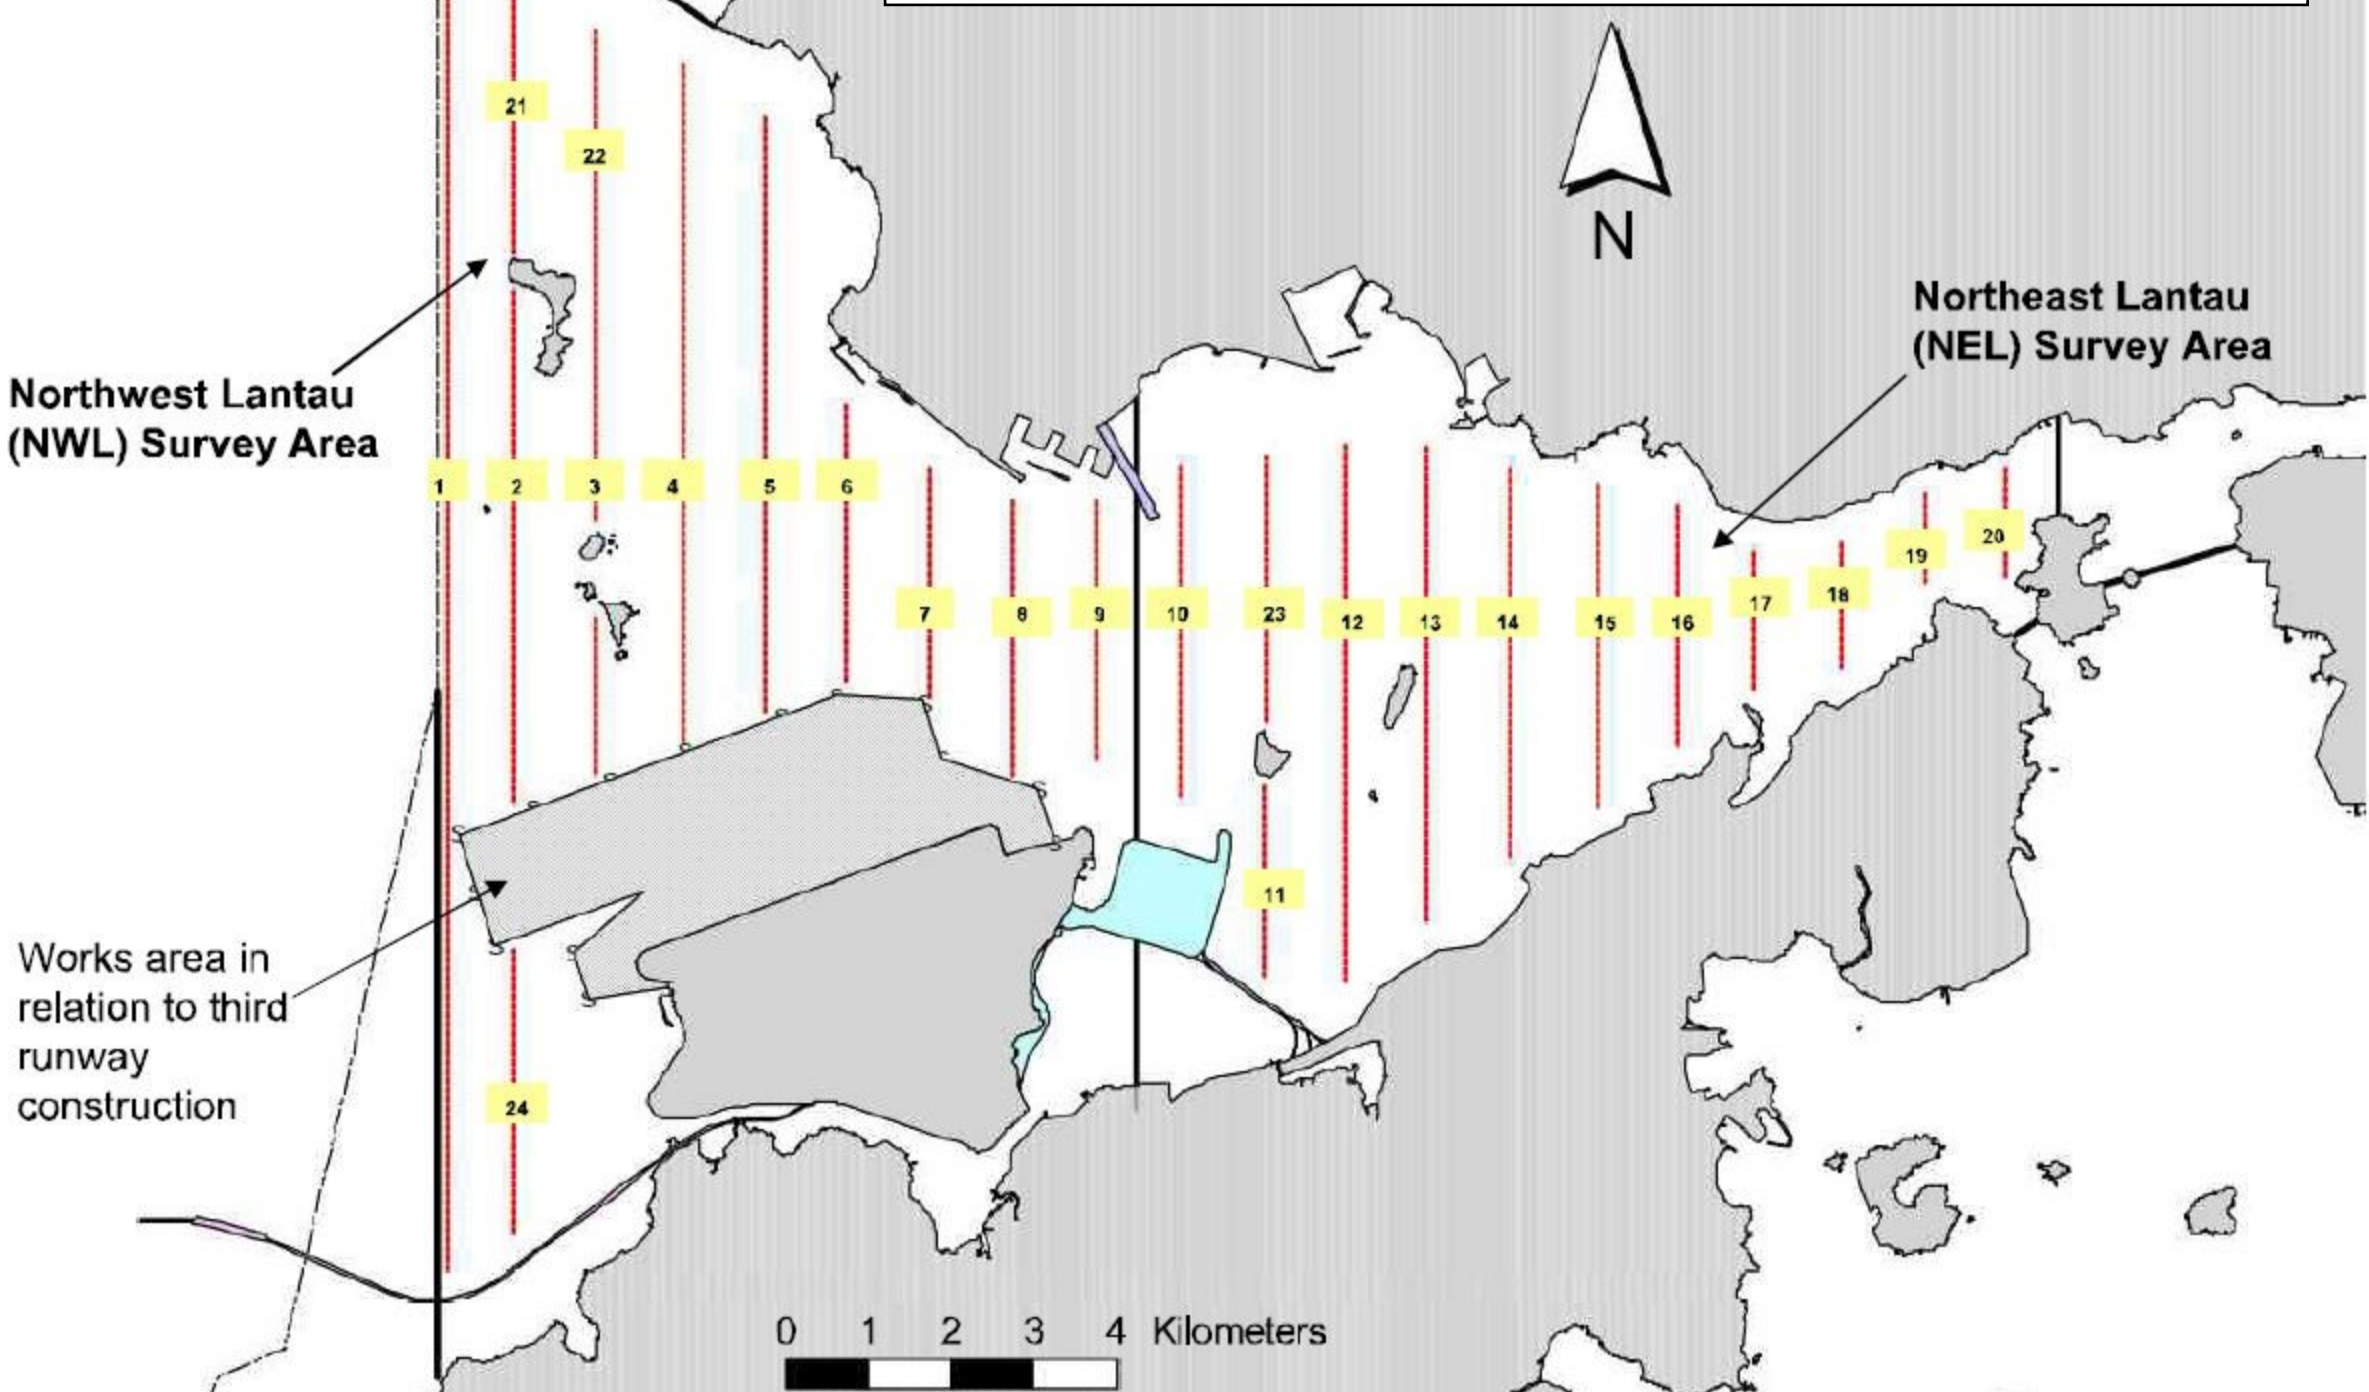 21
22
N
Northeast Lantau
(NEL) Survey Area
Northwest Lantau
(NWL) Survey Area
1 2 3 4 5 6
20
19
18
17
7 8 9 10 23 12 13 14 15 16
11
Works area in
relation to third
runway
construction
24
0 1 2 3 4 Kilometers